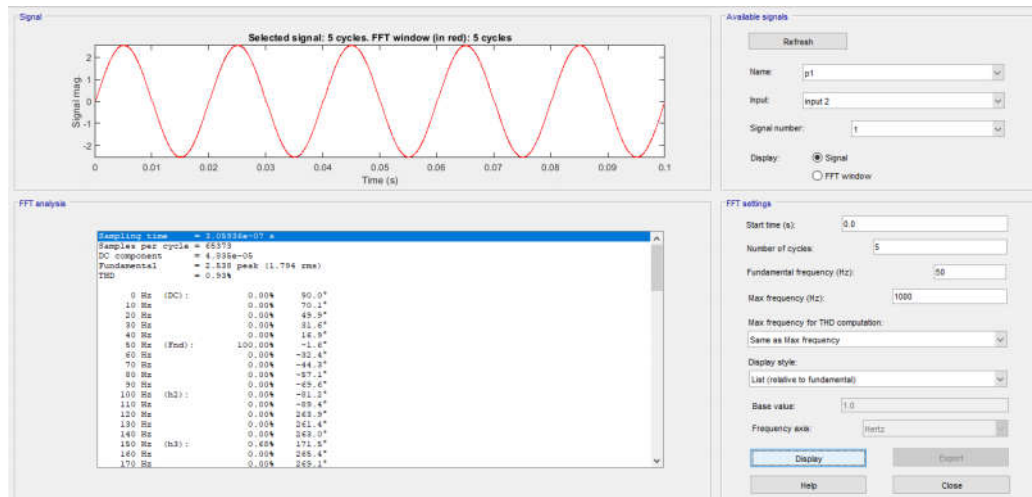 Signal
Selected signal: 5 cycles. FFT window (in red): 5 cycles
Signal mag.
2
1
0
-1
-2
0 0.01 0.02 0.03 0.04 0.05 0.06 0.07 0.08 0.09 0.1
Time (s)
Available signals
Refresh
Name: p1
Input: input 2
Signal number: 1
Display: Signal
FFT window
FFT analysis
Sampling time = 3.05936e-07 s
Samples per cycle = 65373
DC component = 4.835e-05
Fundamental = 2.538 peak (1.794 rms)
THD = 0.93%
0 Hz (DC): 0.00% 90.0°
10 Hz 0.00% 70.1°
20 Hz 0.00% 49.9°
30 Hz 0.00% 31.6°
40 Hz 0.00% 16.9°
50 Hz (Fnd): 100.00% -1.6°
60 Hz 0.00% -32.4°
70 Hz 0.00% -44.3°
80 Hz 0.00% -57.1°
90 Hz 0.00% -69.6°
100 Hz (h2): 0.00% -81.2°
110 Hz 0.00% -89.4°
120 Hz 0.00% 263.9°
130 Hz 0.00% 261.4°
140 Hz 0.00% 263.0°
150 Hz (h3): 0.68% 171.5°
160 Hz 0.00% 265.4°
170 Hz 0.00% 269.1°
FFT settings
Start time (s): 0.0
Number of cycles: 5
Fundamental frequency (Hz): 50
Max frequency (Hz): 1000
Max frequency for THD computation:
Same as Max frequency
Display style:
List (relative to fundamental)
Base value: 1.0
Frequency axis: Hertz
Display Export
Help Close